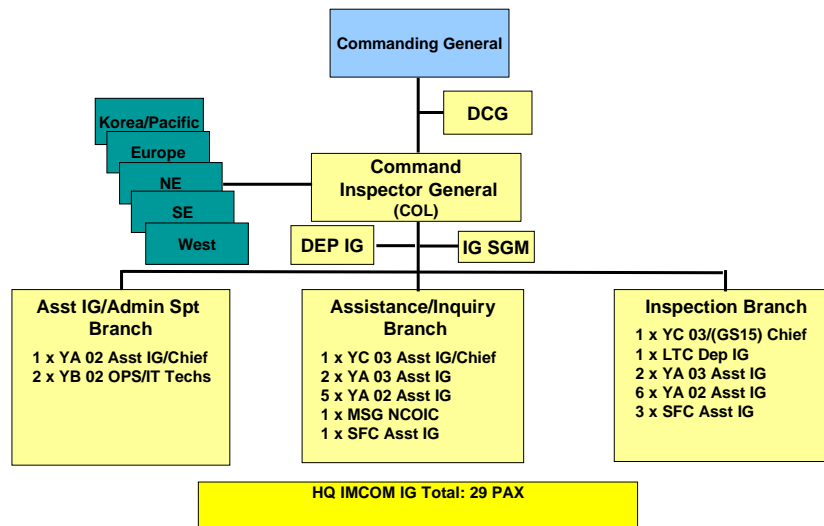 Commanding General
DCG
Korea/Pacific
Europe
NE
SE
West
Command
Inspector General
(COL)
DEP IG
IG SGM
Asst IG/Admin Spt
Branch
1 x YA 02 Asst IG/Chief
2 x YB 02 OPS/IT Techs
Assistance/Inquiry
Branch
1 x YC 03 Asst IG/Chief
2 x YA 03 Asst IG
5 x YA 02 Asst IG
1 x MSG NCOIC
1 x SFC Asst IG
Inspection Branch
1 x YC 03/(GS15) Chief
1 x LTC Dep IG
2 x YA 03 Asst IG
6 x YA 02 Asst IG
3 x SFC Asst IG
HQ IMCOM IG Total: 29 PAX